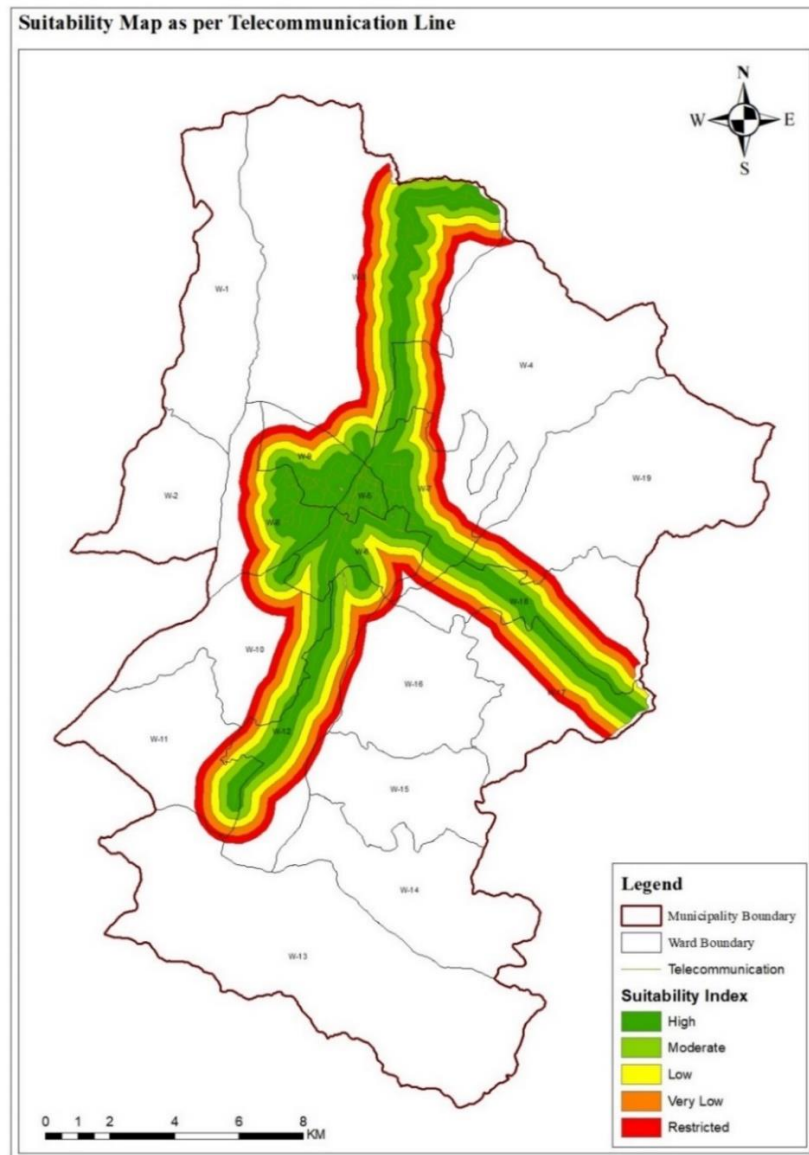 Suitability Map as per Telecommunication Line
N
W E
S
W-1
W-4
W-19
W-2
W-9
W-5
W-7
W-8
W-6
W-18
W-10
W-16
W-17
W-12
W-11
W-15
W-14
W-13
Legend
Municipality Boundary
Ward Boundary
Telecommunication
Suitability Index
High
Moderate
Low
Very Low
Restricted
0 1 2 4 6 8
KM